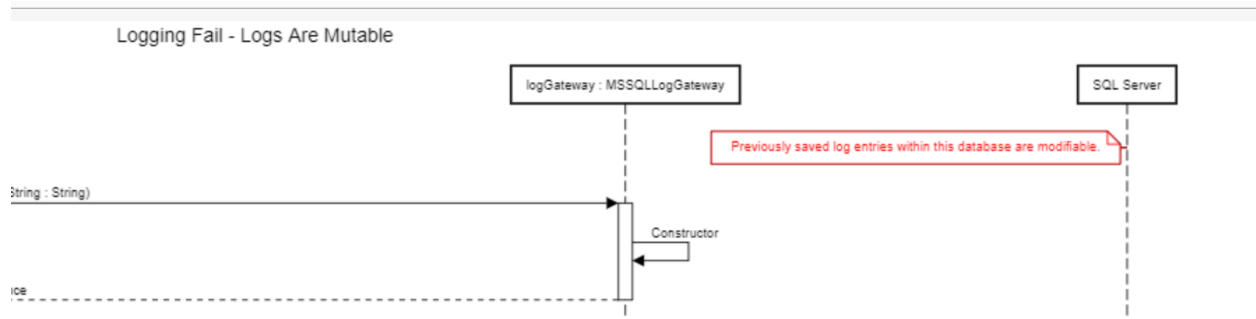 Logging Fail - Logs Are Mutable
logGateway : MSSQLLogGateway
SQL Server
Previously saved log entries within this database are modifiable.
String : String)
Constructor